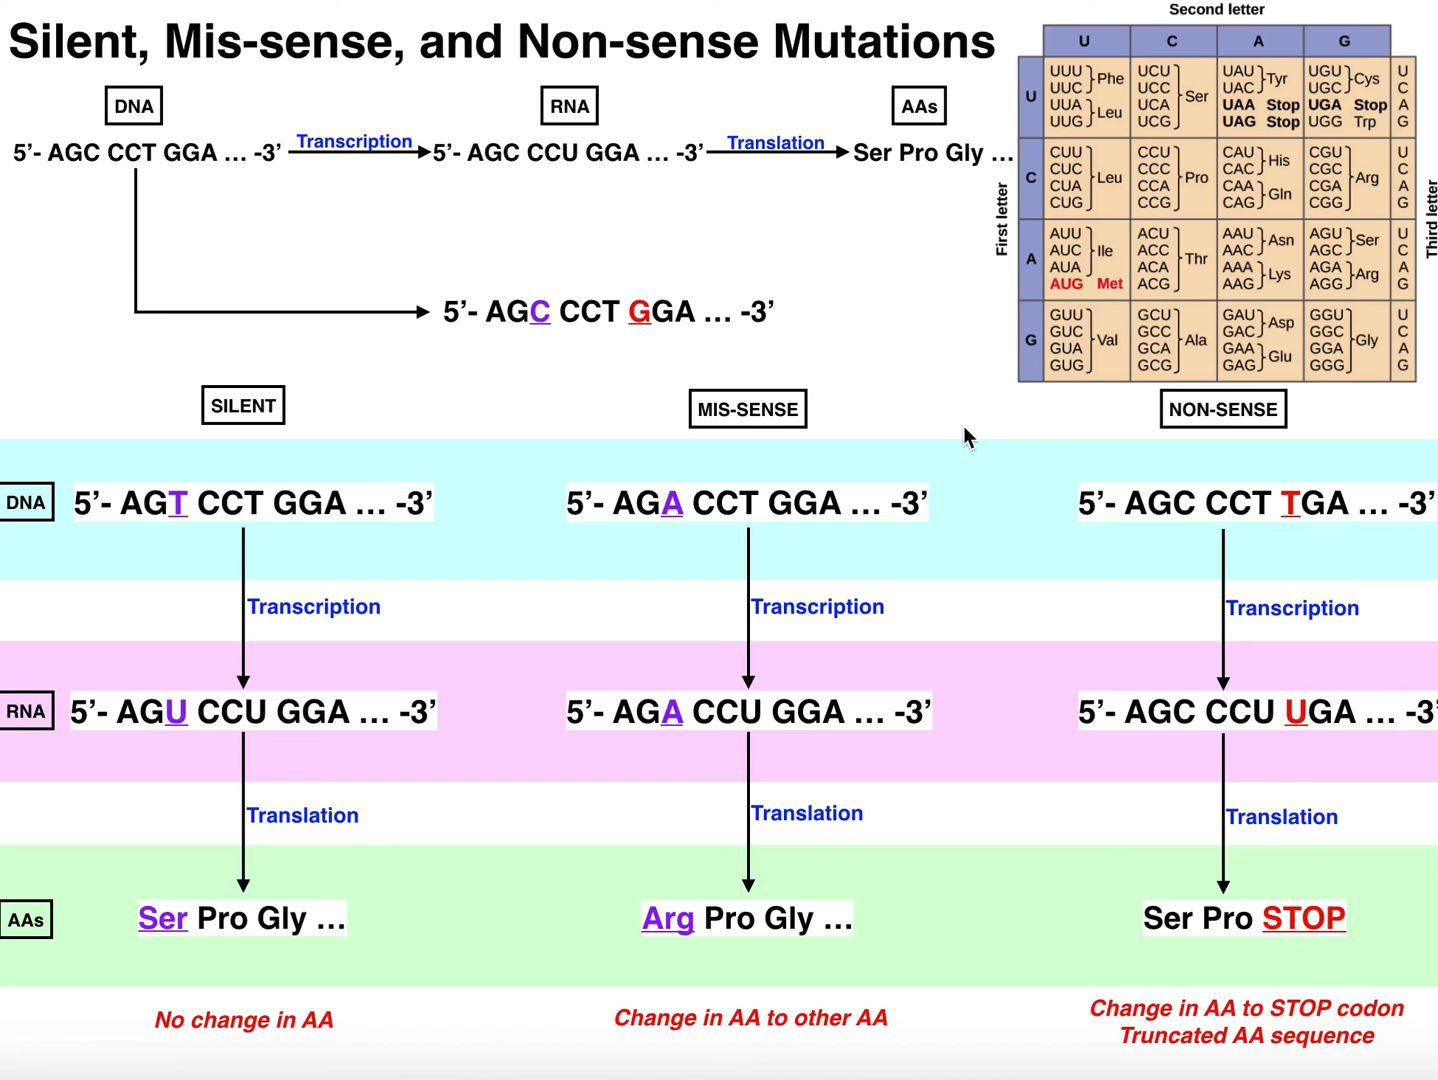 Silent, Mis-sense, and Non-sense Mutations
DNA
RNA
AAs
5’- AGC CCT GGA ... -3’
Transcription
5’- AGC CCU GGA ... -3’
Translation
Ser Pro Gly ...
5’- AGC CCT GGA ... -3’
Second letter
U C A G
First letter
Third letter
U
UUU
UUC
Phe
UUA
UUG
Leu
UCU
UCC
UCA
UCG
Ser
UAU
UAC
Tyr
UAA Stop
UAG Stop
UGU
UGC
Cys
UGA Stop
UGG Trp
U
C
A
G
C
CUU
CUC
CUA
CUG
Leu
CCU
CCC
CCA
CCG
Pro
CAU
CAC
His
CAA
CAG
Gln
CGU
CGC
CGA
CGG
Arg
U
C
A
G
A
AUU
AUC
AUA
Ile
AUG Met
ACU
ACC
ACA
ACG
Thr
AAU
AAC
Asn
AAA
AAG
Lys
AGU
AGC
Ser
AGA
AGG
Arg
U
C
A
G
G
GUU
GUC
GUA
GUG
Val
GCU
GCC
GCA
GCG
Ala
GAU
GAC
Asp
GAA
GAG
Glu
GGU
GGC
GGA
GGG
Gly
U
C
A
G
SILENT
MIS-SENSE
NON-SENSE
DNA
5’- AGT CCT GGA ... -3’
5’- AGA CCT GGA ... -3’
5’- AGC CCT TGA ... -3’
Transcription
Transcription
Transcription
RNA
5’- AGU CCU GGA ... -3’
5’- AGA CCU GGA ... -3’
5’- AGC CCU UGA ... -3’
Translation
Translation
Translation
AAs
Ser Pro Gly ...
Arg Pro Gly ...
Ser Pro STOP
No change in AA
Change in AA to other AA
Change in AA to STOP codon
Truncated AA sequence